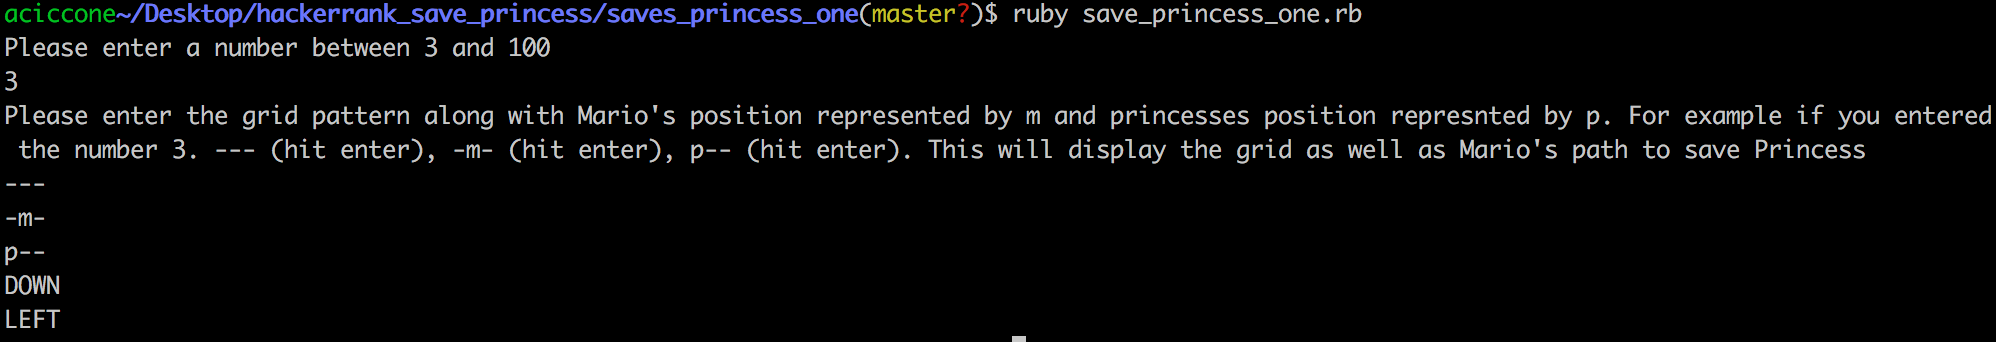 aciccone~/Desktop/hackerrank_save_princess/saves_princess_one(master?)$ ruby save_princess_one.rb
Please enter a number between 3 and 100
3
Please enter the grid pattern along with Mario's position represented by m and princesses position represnted by p. For example if you entered
 the number 3. --- (hit enter), -m- (hit enter), p-- (hit enter). This will display the grid as well as Mario's path to save Princess
---
-m-
p--
DOWN
LEFT